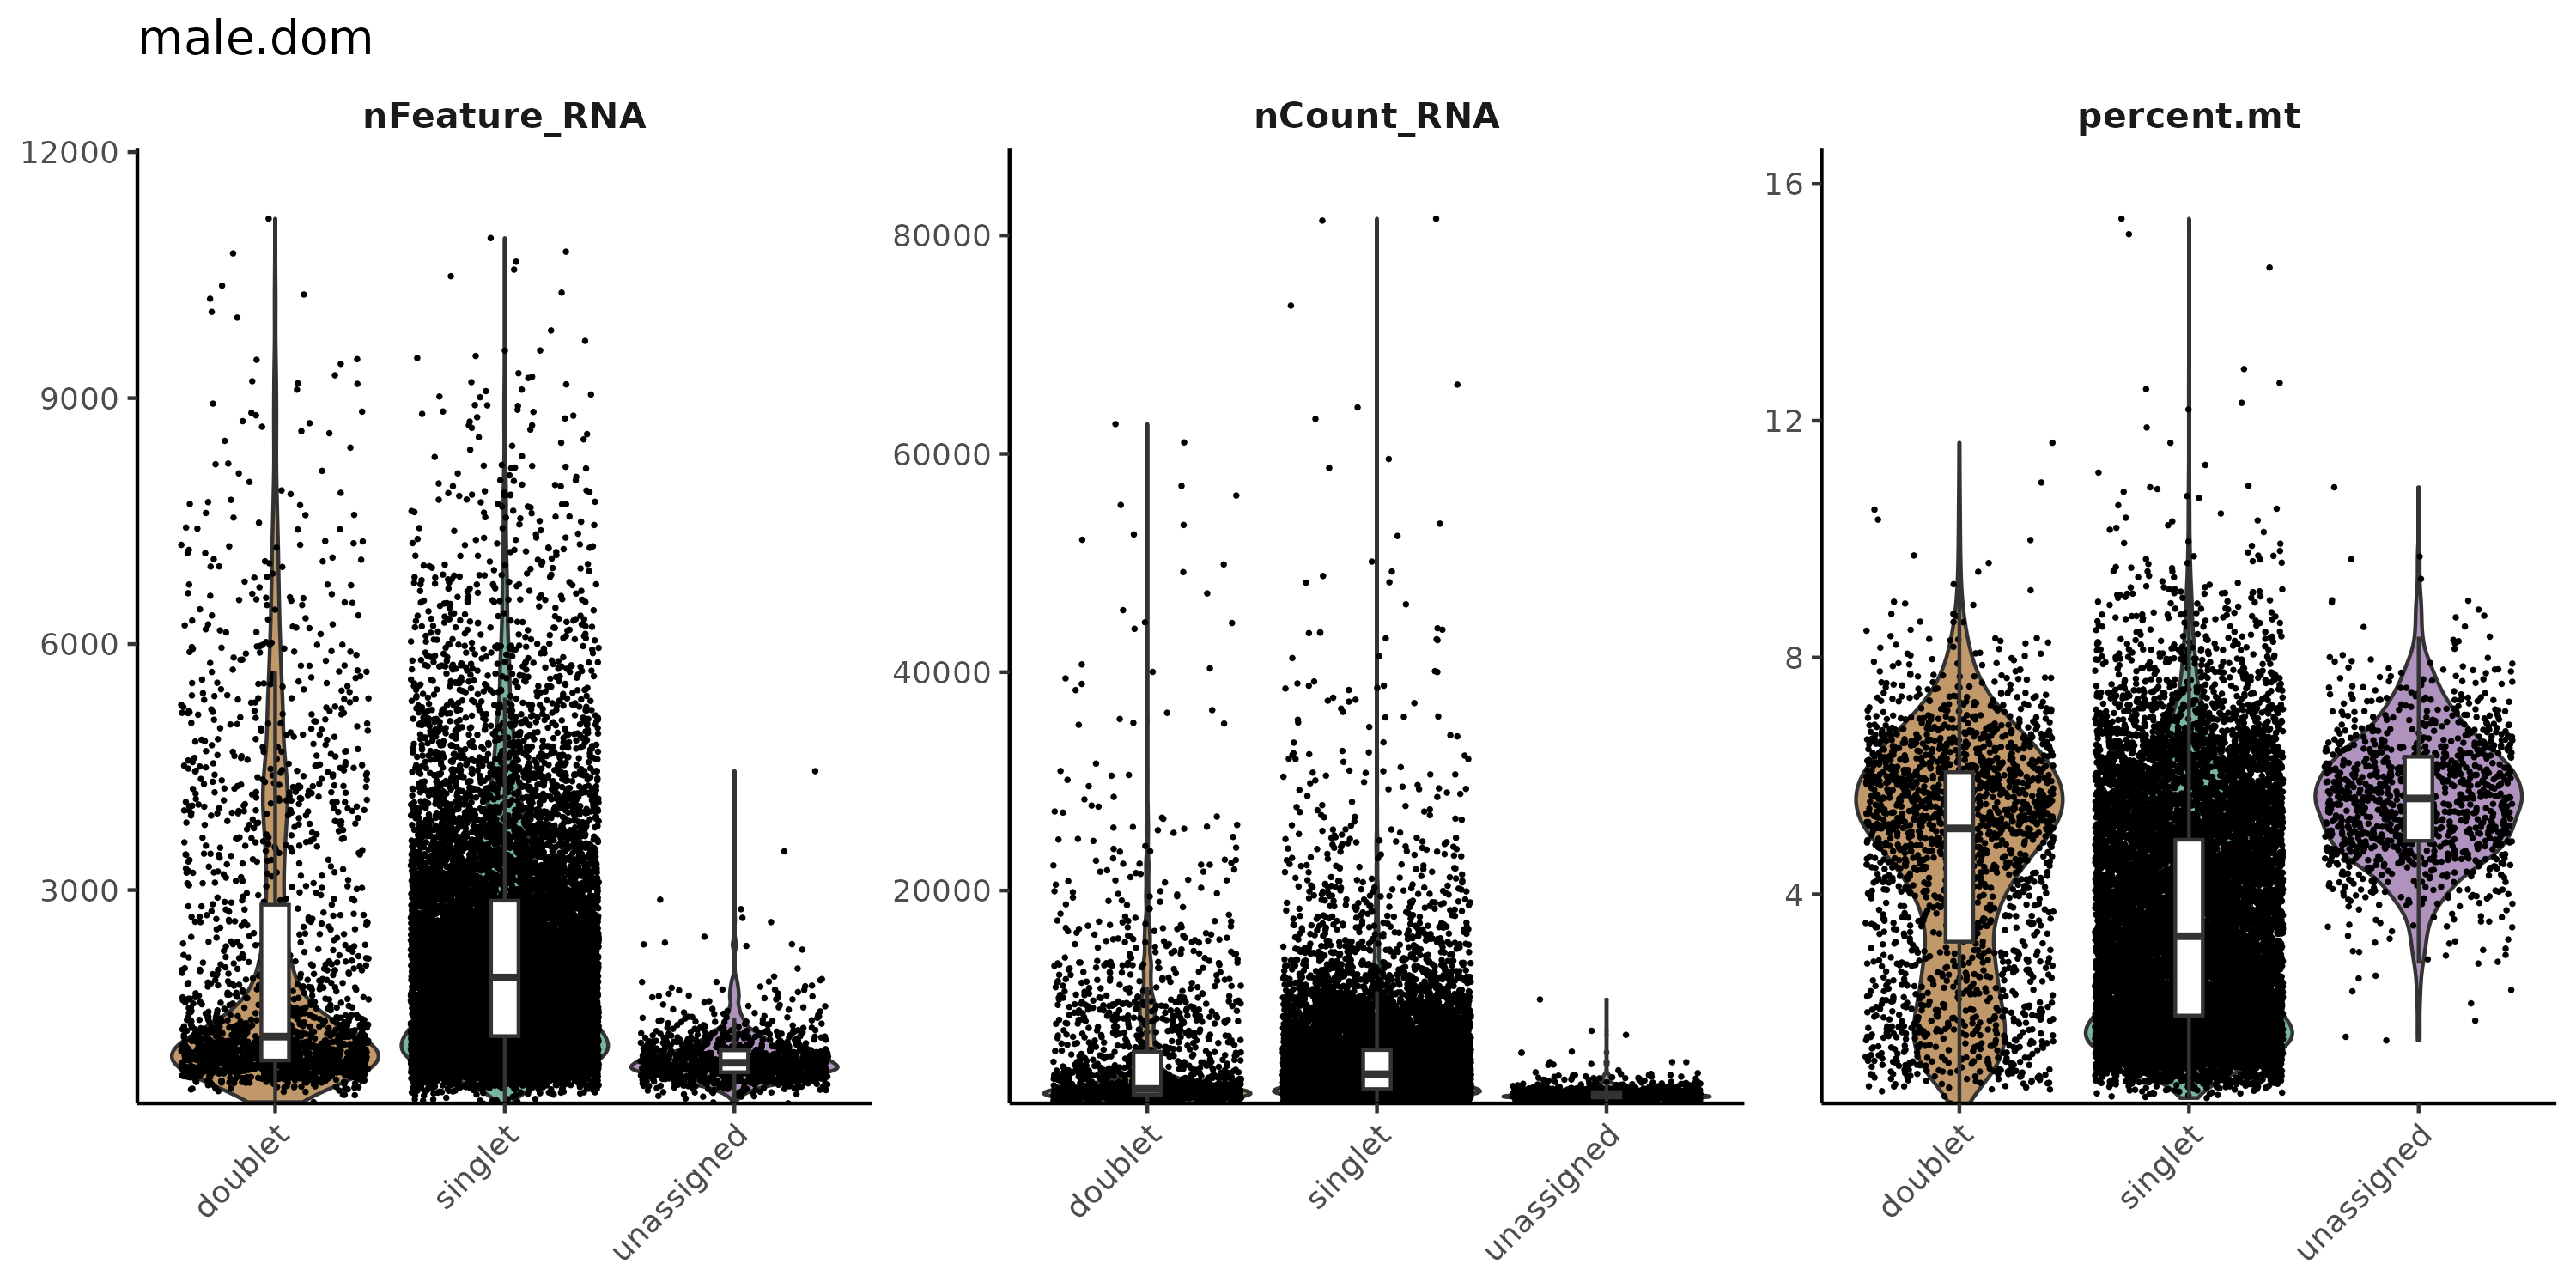 male.dom
nFeature_RNA
12000
9000
6000
3000
doublet
singlet
unassigned
nCount_RNA
80000
60000
40000
20000
doublet
singlet
unassigned
percent.mt
16
12
8
4
doublet
singlet
unassigned